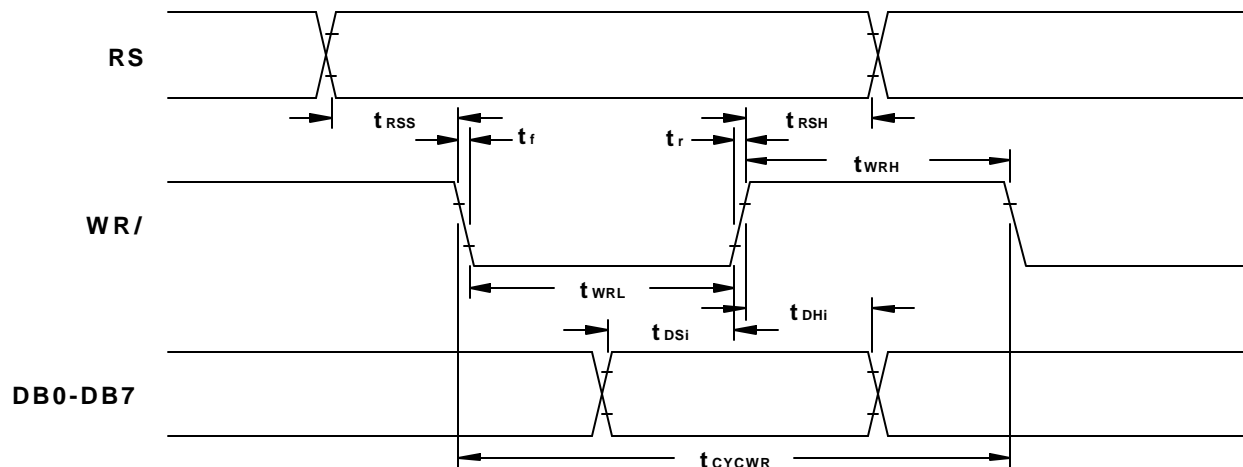 RS
tRSS
tRSH
tf
tr
tWRH
WR/
tWRL
tDHi
tDSi
DB0-DB7
tCYCWR